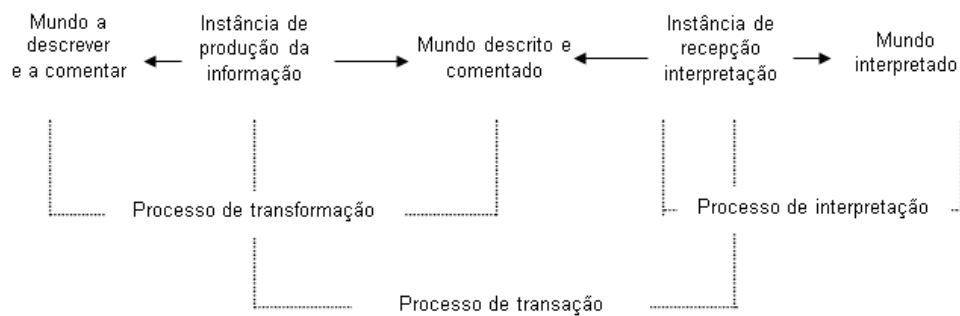 Mundo a
descrever
e a comentar
Instância de
produção da
informação
Mundo descrito e
comentado
Instância de
recepção
interpretação
Mundo
interpretado
Processo de transformação
Processo de interpretação
Processo de transação